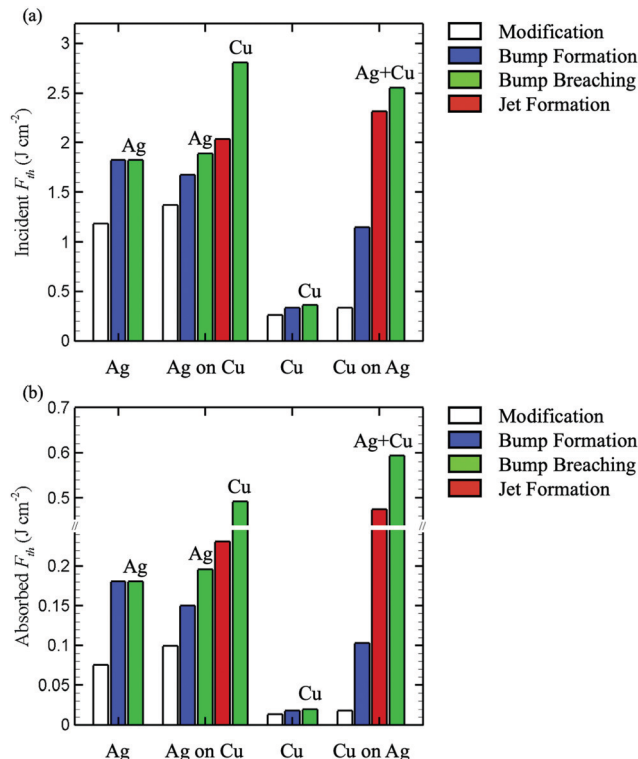 (a)
Incident F_th (J cm⁻²)
3
2.5
2
1.5
1
0.5
0
Ag
Ag
Cu
Cu
Ag+Cu
Ag
Ag on Cu
Cu
Cu on Ag
Modification
Bump Formation
Bump Breaching
Jet Formation
(b)
Absorbed F_th (J cm⁻²)
0.7
0.6
0.5
0.2
0.15
0.1
0.05
0
//
//
Ag
Ag
Cu
Cu
Ag+Cu
Ag
Ag on Cu
Cu
Cu on Ag
Modification
Bump Formation
Bump Breaching
Jet Formation